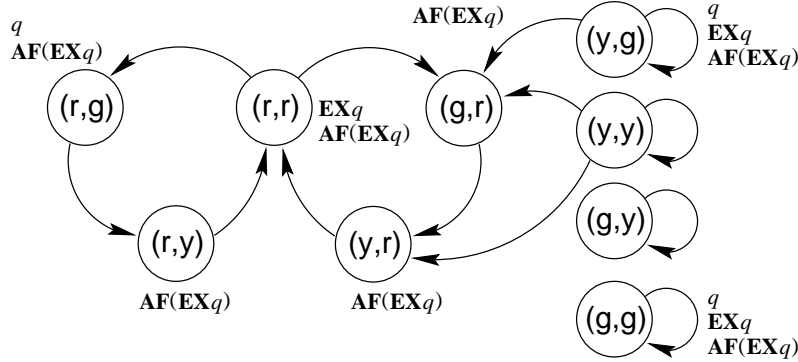 q
AF(EXq)
(r,g)
(r,r)
EXq
AF(EXq)
AF(EXq)
(g,r)
(y,g)
q
EXq
AF(EXq)
(y,y)
(r,y)
AF(EXq)
(y,r)
AF(EXq)
(g,y)
(g,g)
q
EXq
AF(EXq)